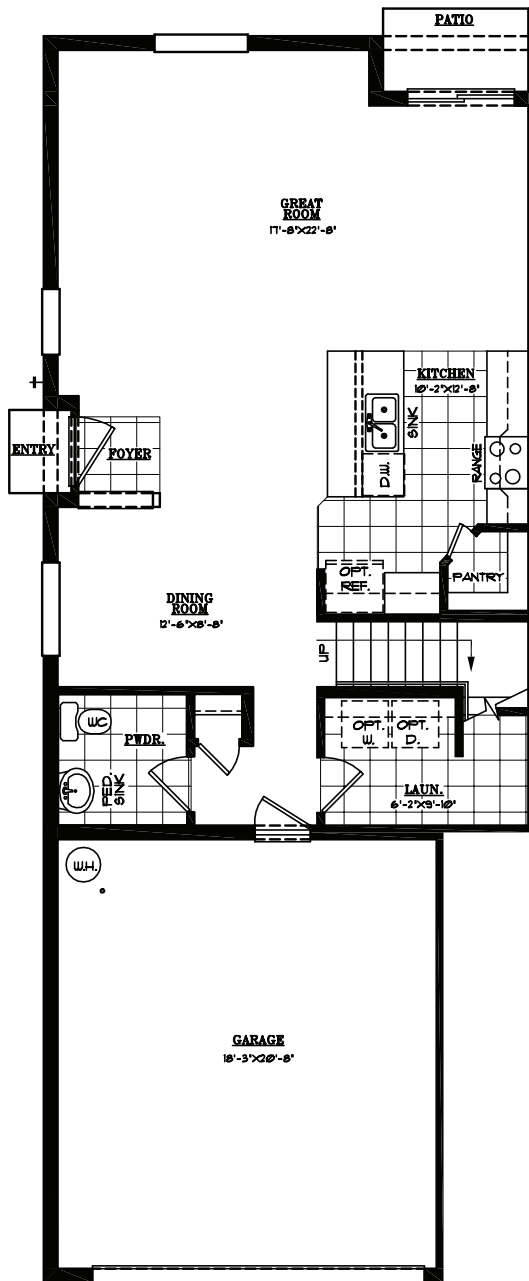 PATIO
GREAT
ROOM
17'-8"X22'-8"
KITCHEN
10'-2"X12'-8"
SINK
ENTRY
FOYER
RANGE
D.W.
OPT.
REF.
PANTRY
DINING
ROOM
12'-6"X8'-8"
UP
WC
PWDR.
OPT.
W.
OPT.
D.
PED.
SINK
LAUN.
6'-2"X9'-10"
W.H.
GARAGE
18'-3"X20'-8"